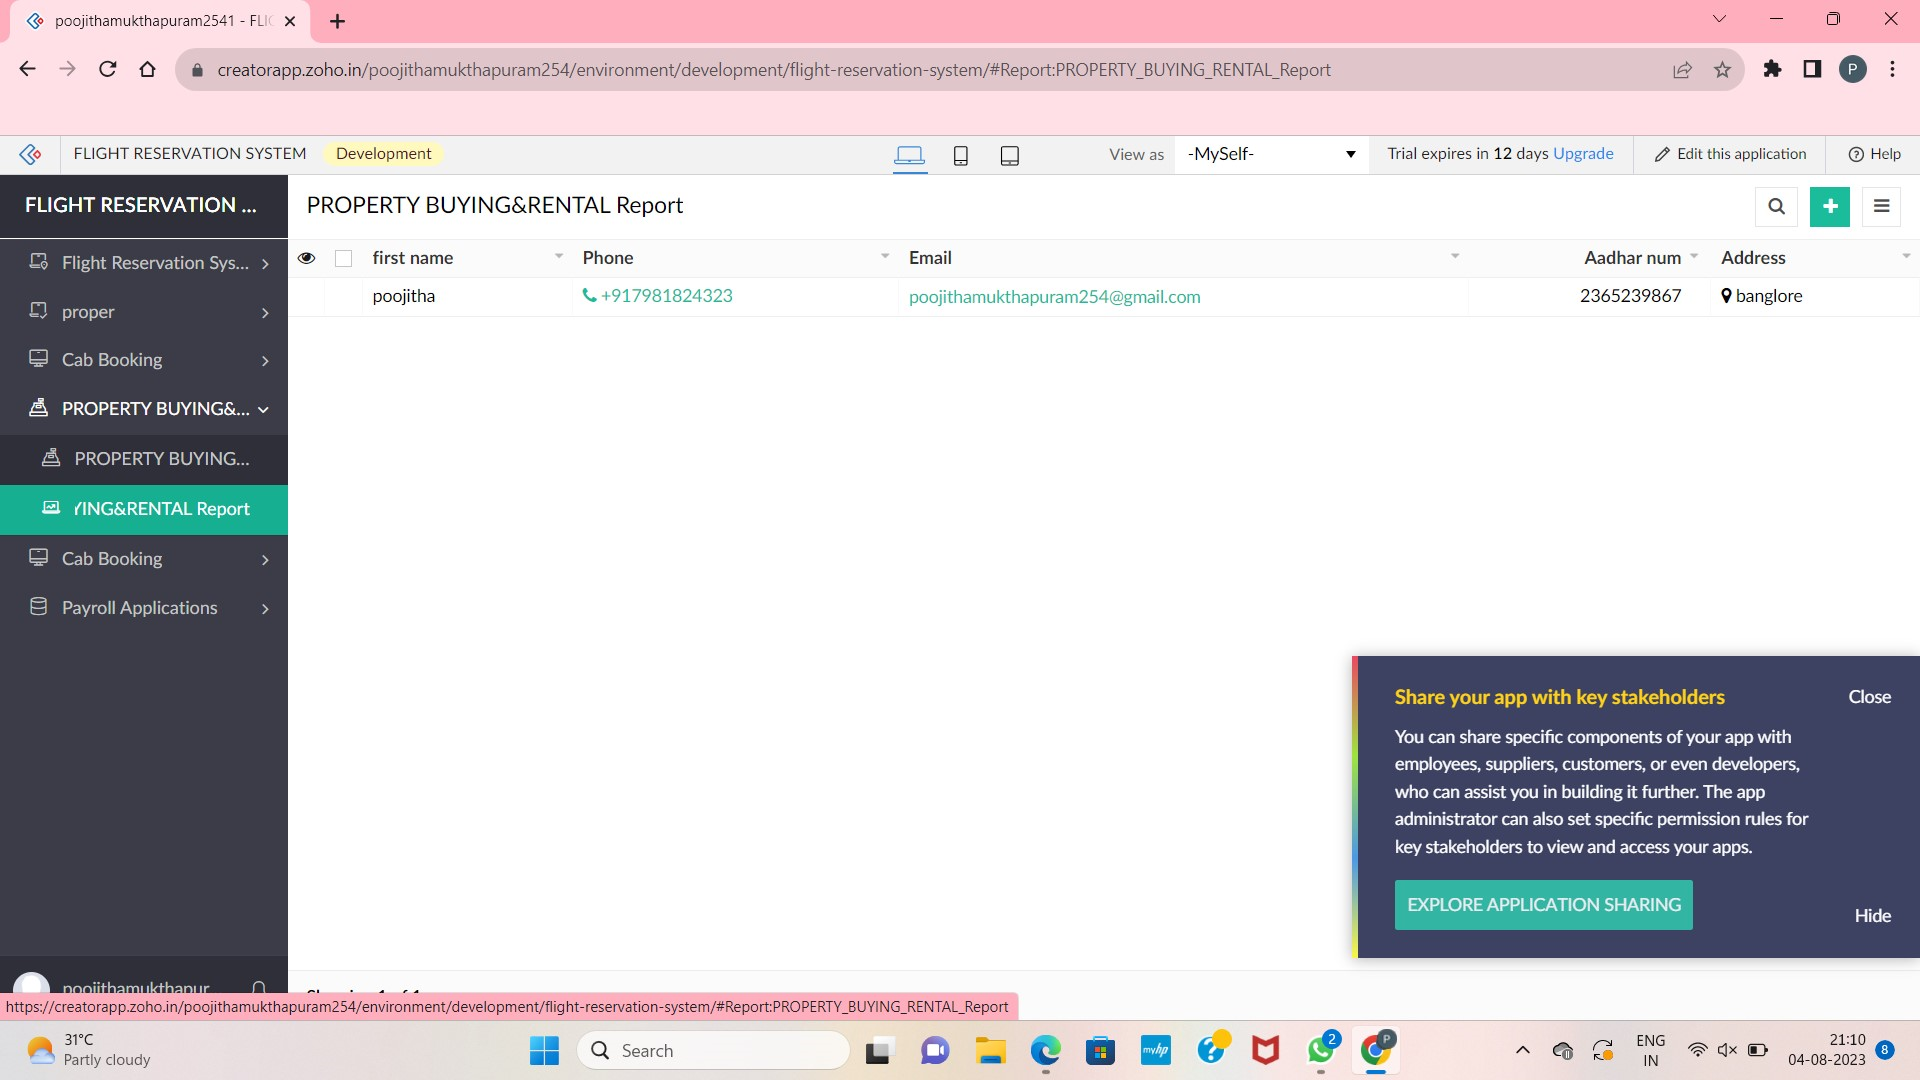 poojithamukthapuram2541 - FLI
creatorapp.zoho.in/poojithamukthapuram254/environment/development/flight-reservation-system/#Report:PROPERTY_BUYING_RENTAL_Report
P
FLIGHT RESERVATION SYSTEM Development View as -MySelf- Trial expires in 12 days Upgrade Edit this application Help
FLIGHT RESERVATION ...
Flight Reservation Sys...
proper
Cab Booking
PROPERTY BUYING&...
PROPERTY BUYING...
YING&RENTAL Report
Cab Booking
Payroll Applications
PROPERTY BUYING&RENTAL Report
first name Phone Email Aadhar num Address
poojitha +917981824323 poojithamukthapuram254@gmail.com 2365239867 banglore
Share your app with key stakeholders Close
You can share specific components of your app with
employees, suppliers, customers, or even developers,
who can assist you in building it further. The app
administrator can also set specific permission rules for
key stakeholders to view and access your apps.
EXPLORE APPLICATION SHARING
Hide
poojithamukthapur
https://creatorapp.zoho.in/poojithamukthapuram254/environment/development/flight-reservation-system/#Report:PROPERTY_BUYING_RENTAL_Report
31°C
Partly cloudy
Search
myhp
2
P
ENG
IN
21:10
04-08-2023
8